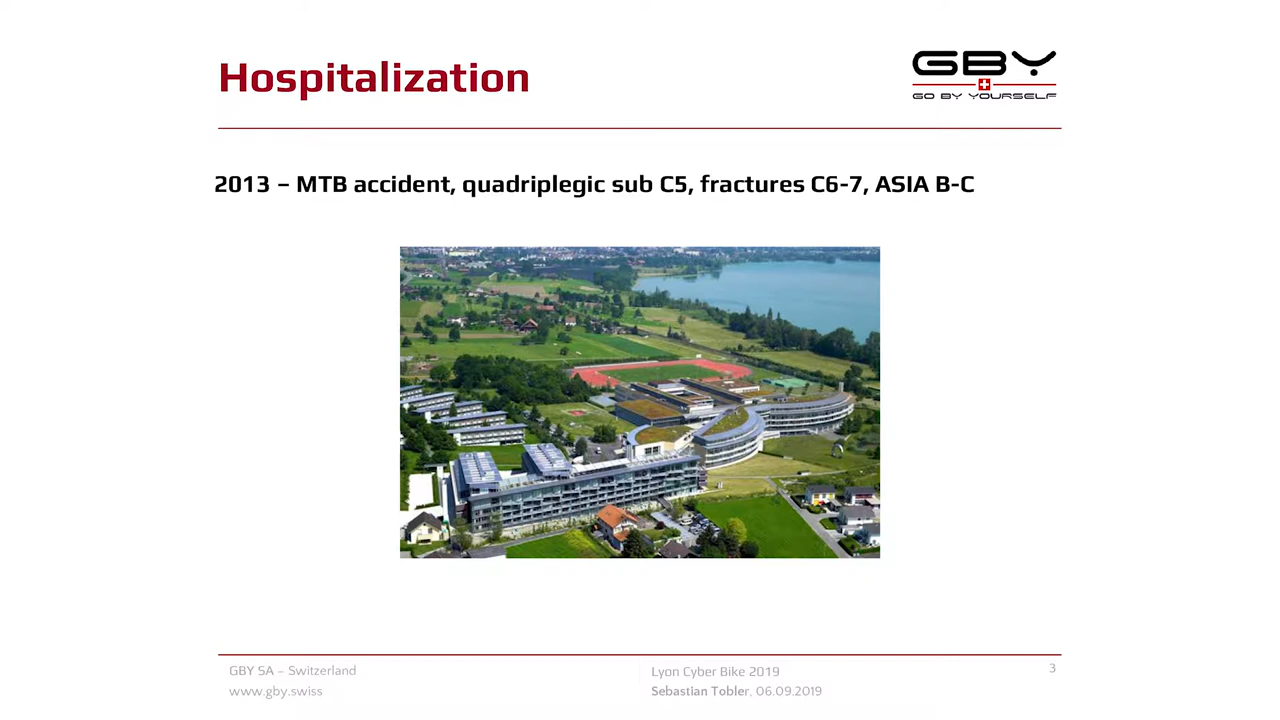 Hospitalization
GBY
GO BY YOURSELF
2013 – MTB accident, quadriplegic sub C5, fractures C6-7, ASIA B-C
GBY SA – Switzerland
www.gby.swiss
Lyon Cyber Bike 2019
Sebastian Tobler, 06.09.2019
3